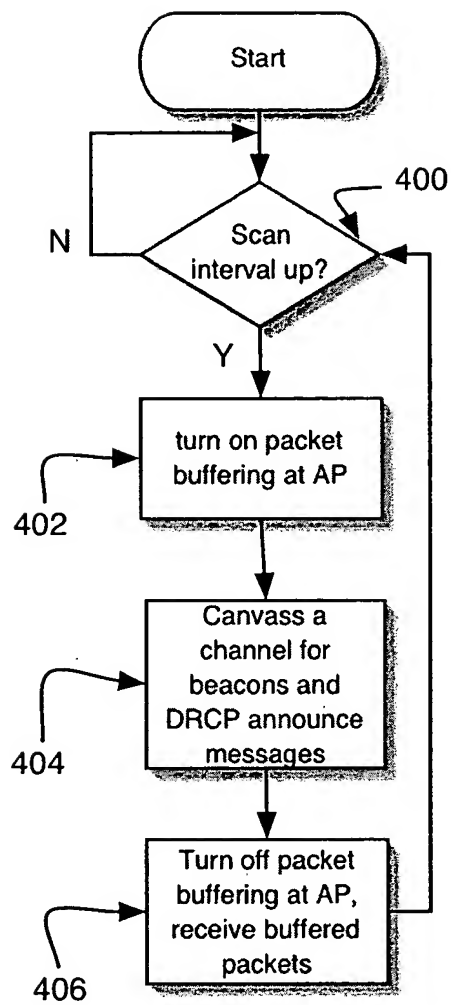 Start
400
Scan
interval up?
N
Y
turn on packet
buffering at AP
402
Canvass a
channel for
beacons and
DRCP announce
messages
404
Turn off packet
buffering at AP,
receive buffered
packets
406